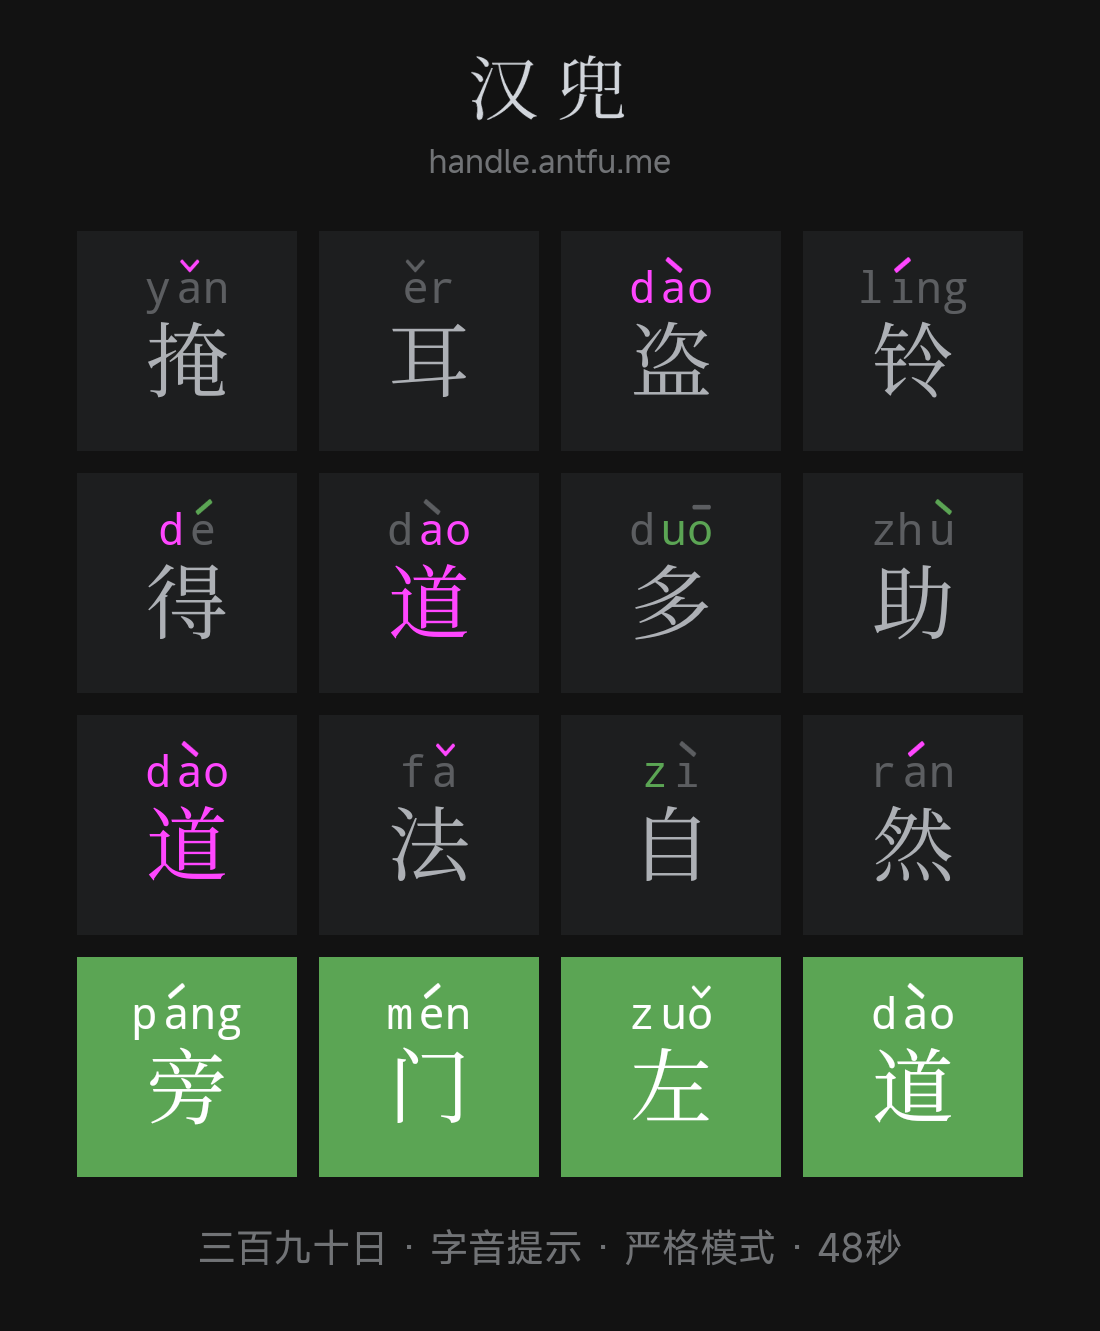 汉兜
handle.antfu.me
yǎn ěr dào líng
掩 耳 盗 铃
dé dào duō zhù
得 道 多 助
dào fǎ zì rán
道 法 自 然
páng mén zuǒ dào
旁 门 左 道
三百九十日 · 字音提示 · 严格模式 · 48秒